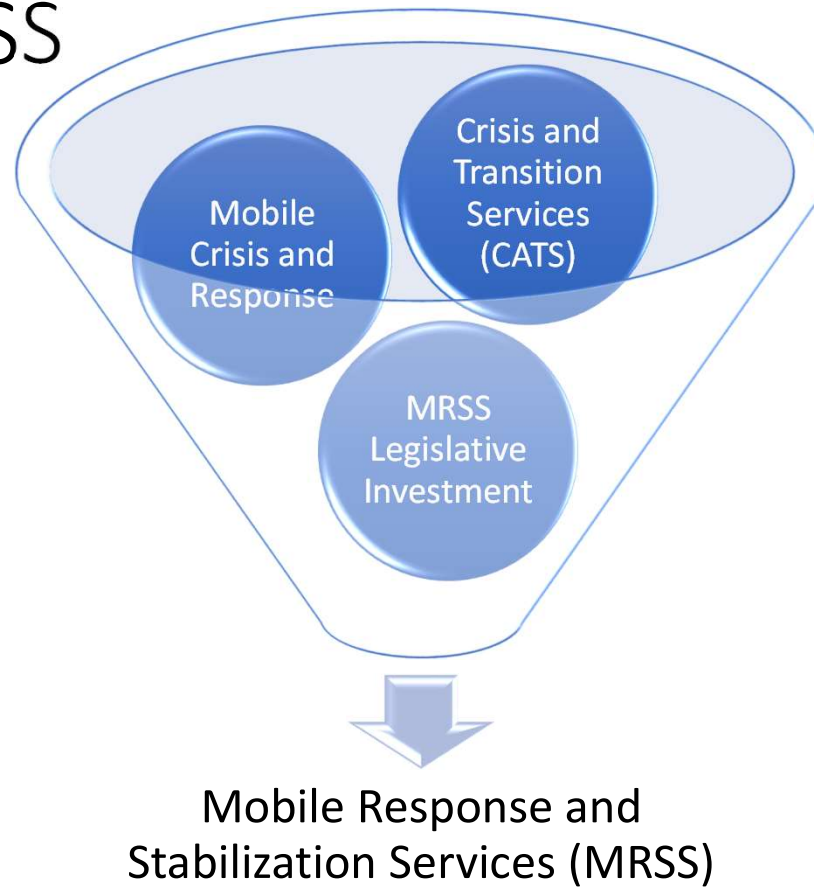 SS
Crisis and
Transition
Services
(CATS)
Mobile
Crisis and
Response
MRSS
Legislative
Investment
Mobile Response and
Stabilization Services (MRSS)